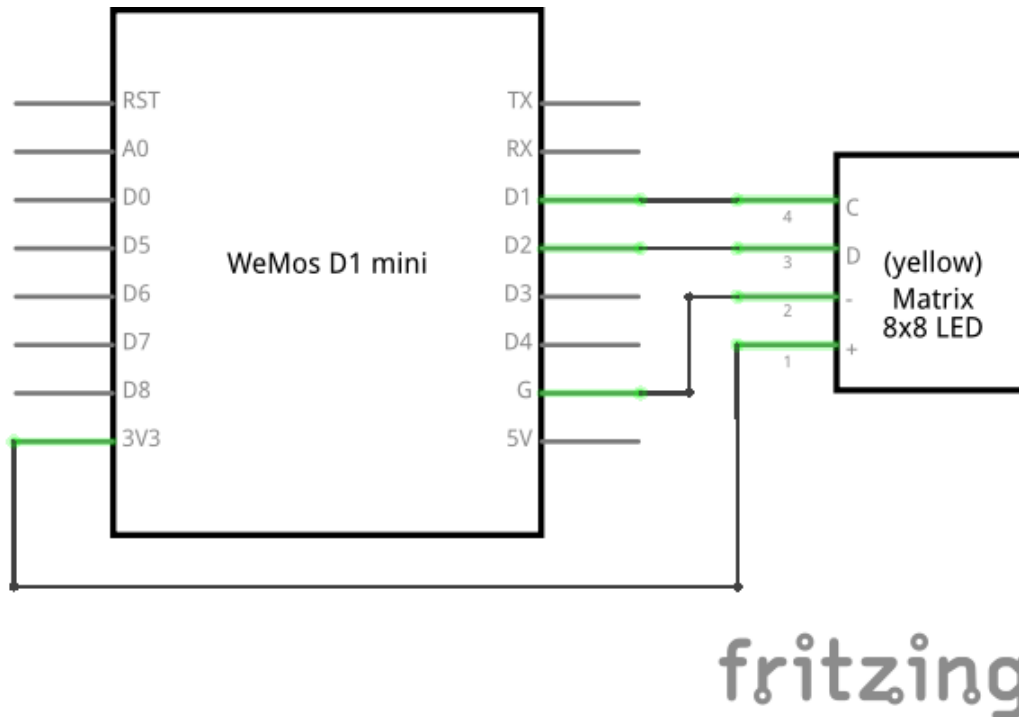 RST
A0
D0
D5
D6
D7
D8
3V3
WeMos D1 mini
TX
RX
D1
D2
D3
D4
G
5V
4
3
2
1
C
D
-
+
(yellow)
Matrix
8x8 LED
fritzing